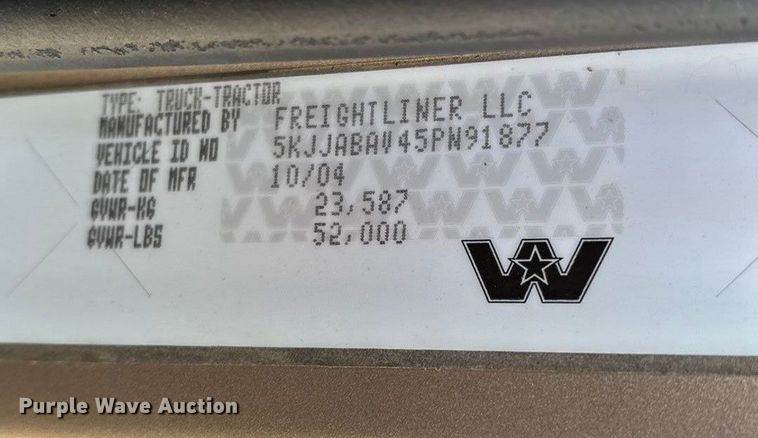 TYPE: TRUCK-TRACTOR
MANUFACTURED BY FREIGHTLINER LLC
VEHICLE ID NO 5KJJABAV45PN91877
DATE OF MFR 10/04
GVWR-KG 23,587
GVWR-LBS 52,000
Purple Wave Auction